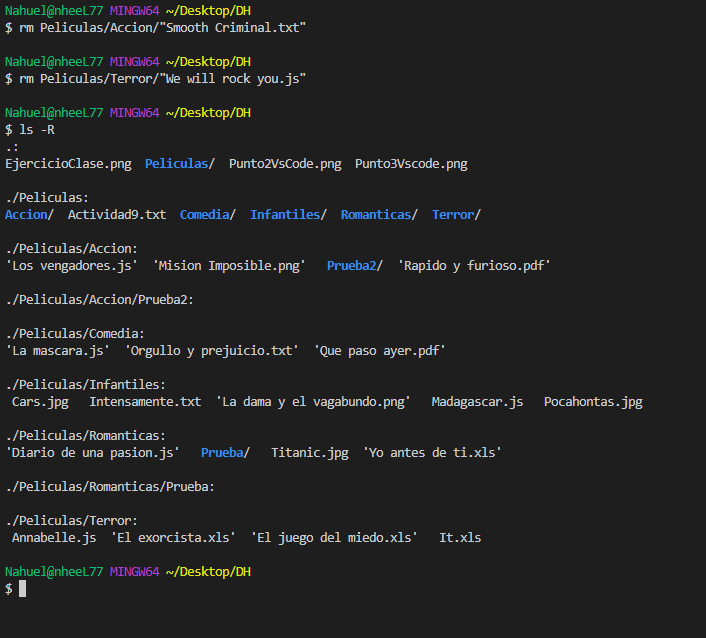 Nahuel@nheeL77 MINGW64 ~/Desktop/DH
$ rm Peliculas/Accion/"Smooth Criminal.txt"
Nahuel@nheeL77 MINGW64 ~/Desktop/DH
$ rm Peliculas/Terror/"We will rock you.js"
Nahuel@nheeL77 MINGW64 ~/Desktop/DH
$ ls -R
.:
EjercicioClase.png  Peliculas/  Punto2VsCode.png  Punto3Vscode.png
./Peliculas:
Accion/  Actividad9.txt  Comedia/  Infantiles/  Romanticas/  Terror/
./Peliculas/Accion:
'Los vengadores.js'  'Mision Imposible.png'   Prueba2/  'Rapido y furioso.pdf'
./Peliculas/Accion/Prueba2:
./Peliculas/Comedia:
'La mascara.js'  'Orgullo y prejuicio.txt'  'Que paso ayer.pdf'
./Peliculas/Infantiles:
 Cars.jpg   Intensamente.txt  'La dama y el vagabundo.png'   Madagascar.js   Pocahontas.jpg
./Peliculas/Romanticas:
'Diario de una pasion.js'   Prueba/   Titanic.jpg  'Yo antes de ti.xls'
./Peliculas/Romanticas/Prueba:
./Peliculas/Terror:
 Annabelle.js  'El exorcista.xls'  'El juego del miedo.xls'   It.xls
Nahuel@nheeL77 MINGW64 ~/Desktop/DH
$